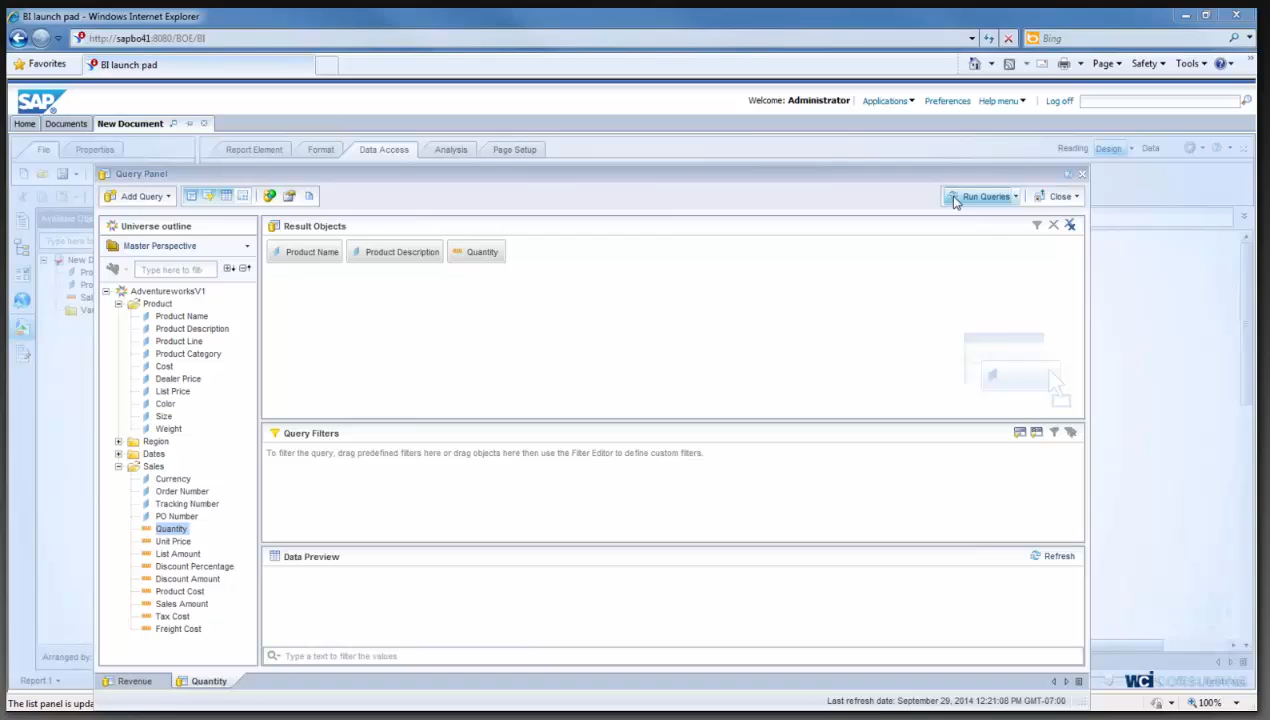 BI launch pad - Windows Internet Explorer
http://sapbo41:8080/BOE/BI
Bing
Favorites
BI launch pad
Page
Safety
Tools
SAP
Welcome: Administrator
Applications
Preferences
Help menu
Log off
Home
Documents
New Document
File
Properties
Report Element
Format
Data Access
Analysis
Page Setup
Reading
Design
Data
Query Panel
Add Query
Run Queries
Close
Universe outline
Result Objects
Master Perspective
Product Name
Product Description
Quantity
Type here to filt
AdventureworksV1
Product
Product Name
Product Description
Product Line
Product Category
Cost
Dealer Price
List Price
Color
Size
Weight
Region
Dates
Sales
Currency
Order Number
Tracking Number
PO Number
Quantity
Unit Price
List Amount
Discount Percentage
Discount Amount
Product Cost
Sales Amount
Tax Cost
Freight Cost
Query Filters
To filter the query, drag predefined filters here or drag objects here then use the Filter Editor to define custom filters.
Data Preview
Refresh
Type a text to filter the values
Arranged by:
Report 1
Revenue
Quantity
WCI CONSULTING
The list panel is upda
Last refresh date: September 29, 2014 12:21:08 PM GMT-07:00
100%